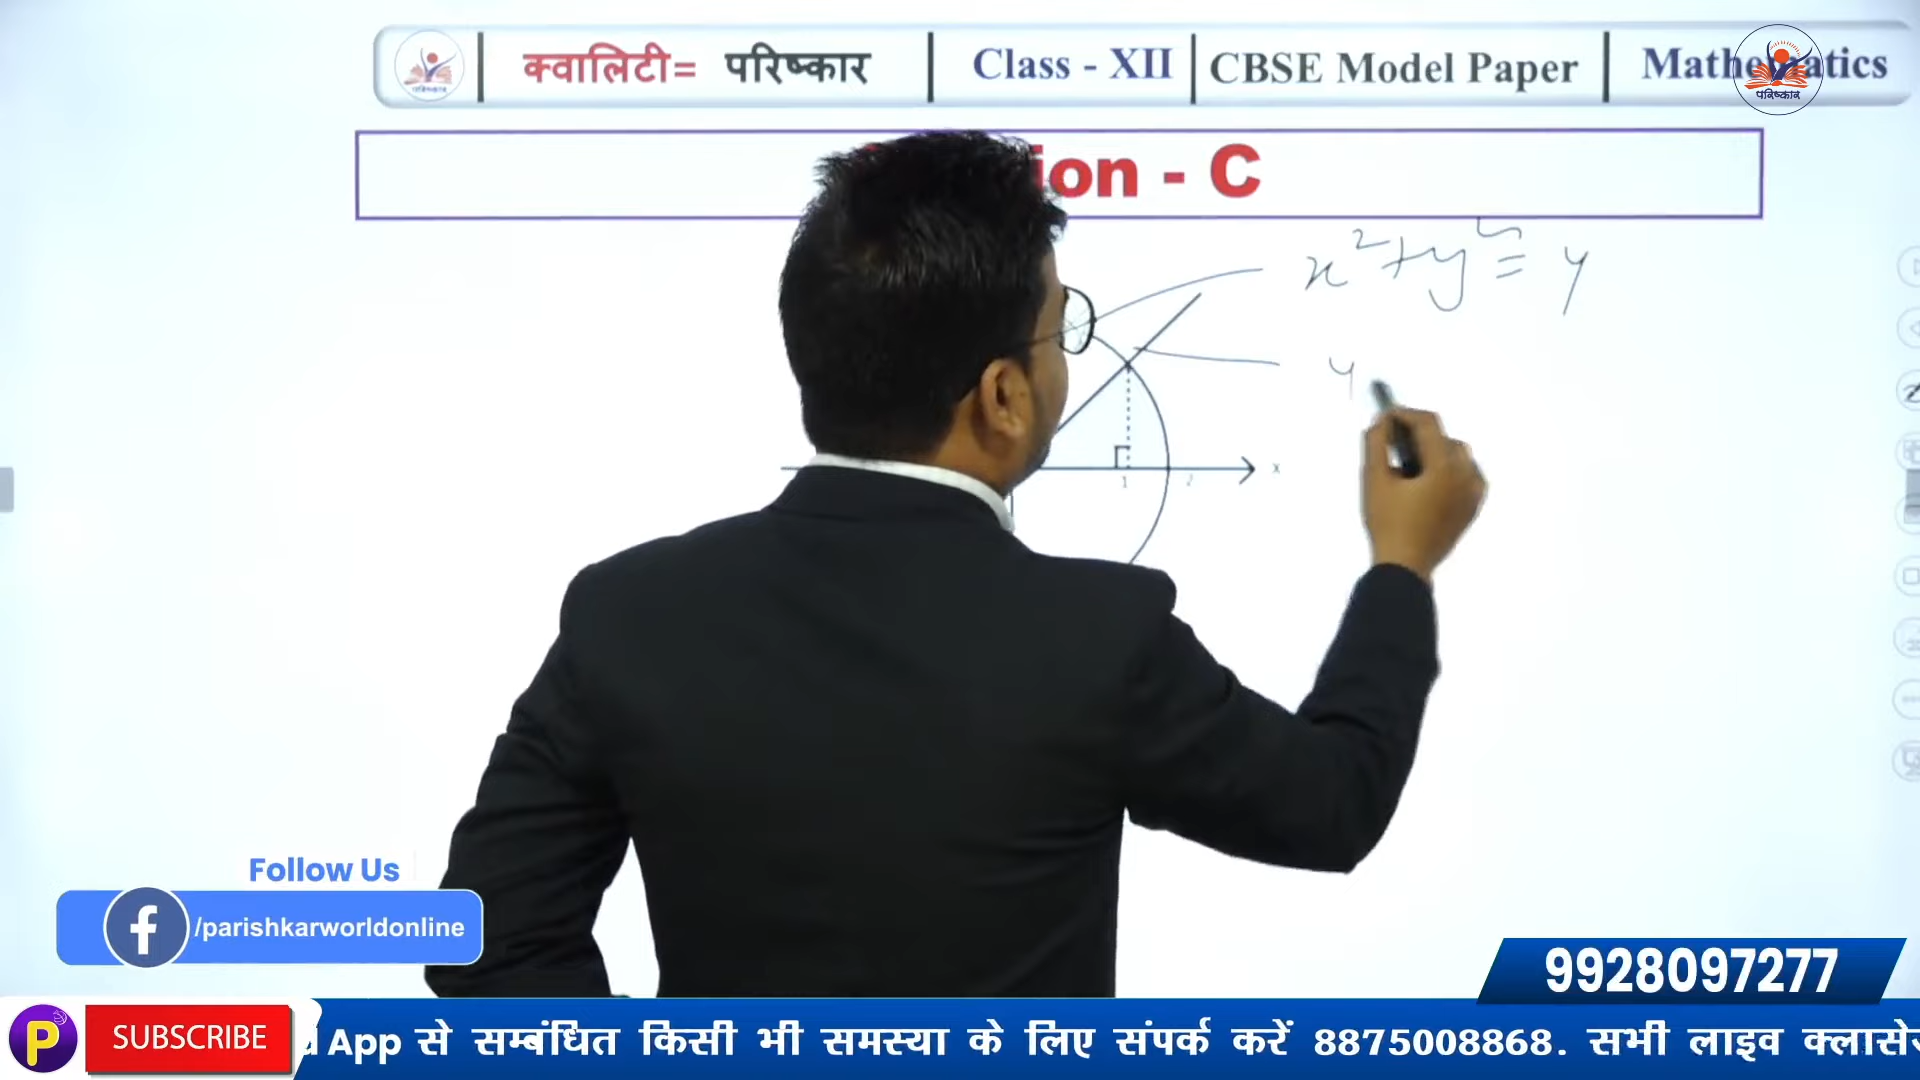 क्वालिटी= परिष्कार
Class - XII
CBSE Model Paper
Mathematics
परिष्कार
ion - C
x² + y² = 4
y
x
1
2
Follow Us
/parishkarworldonline
9928097277
SUBSCRIBE
App से सम्बंधित किसी भी समस्या के लिए संपर्क करें 8875008868. सभी लाइव क्लासे